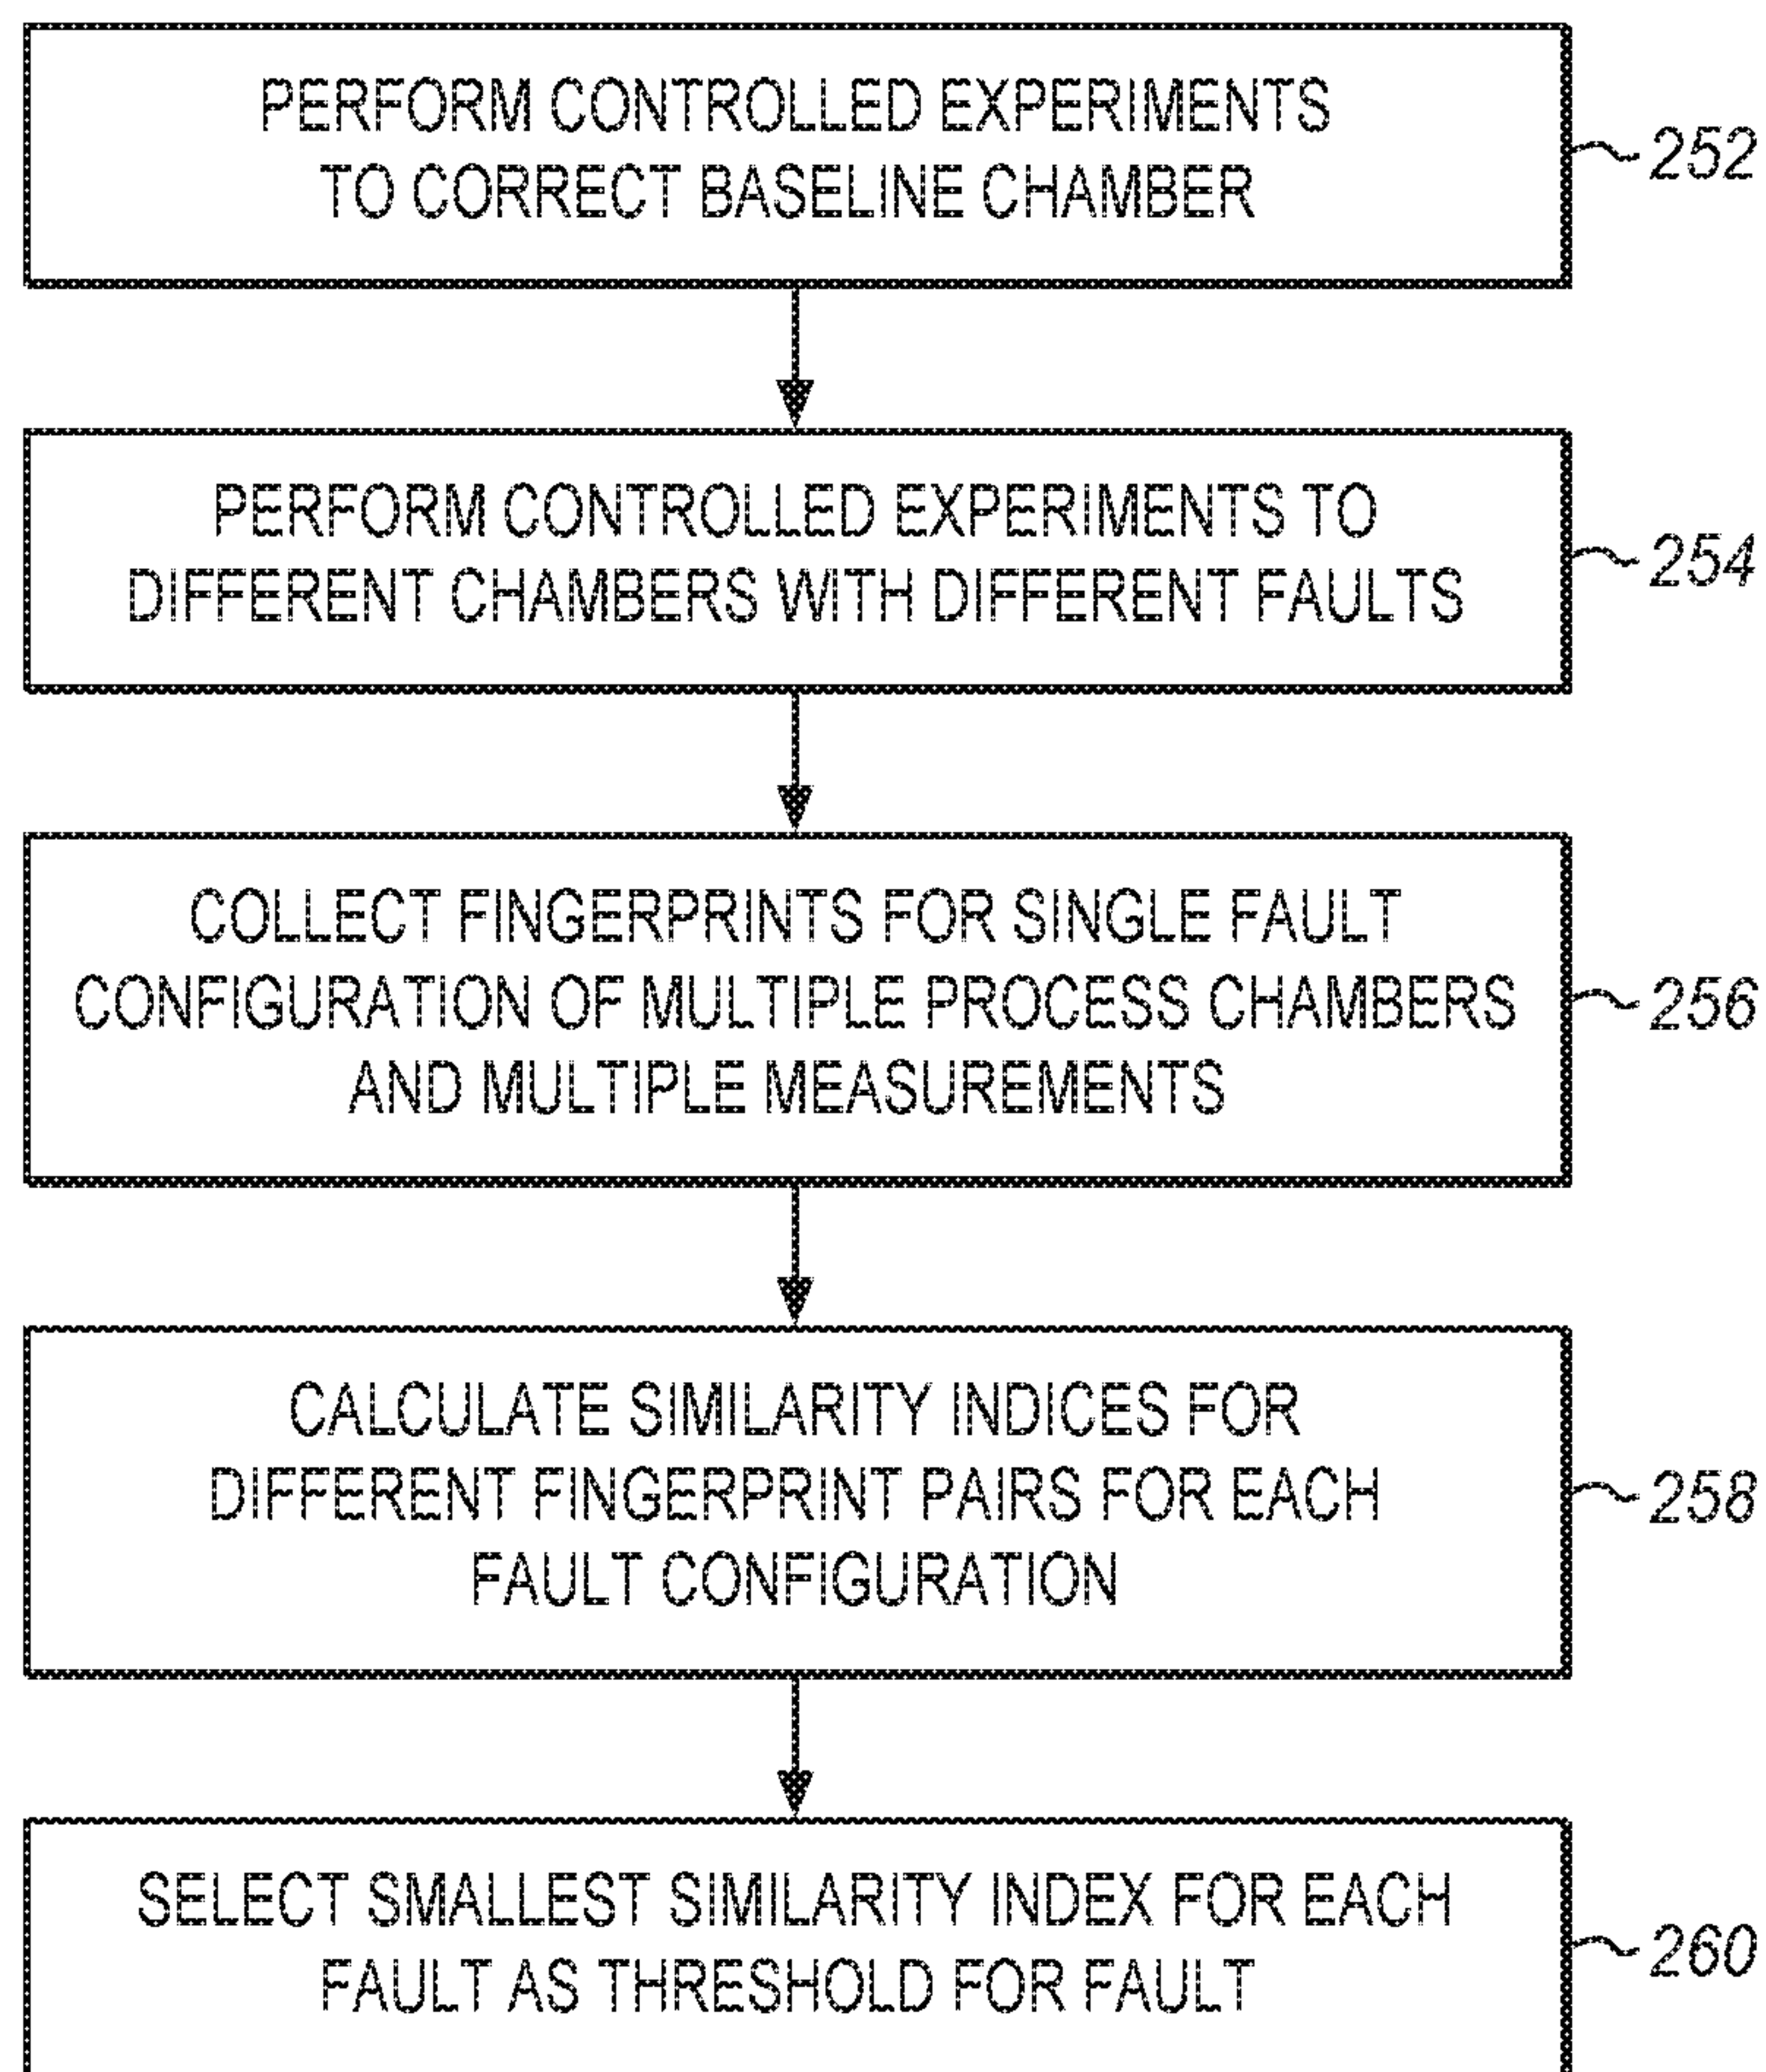 PERFORM CONTROLLED EXPERIMENTS
TO CORRECT BASELINE CHAMBER
252
PERFORM CONTROLLED EXPERIMENTS TO
DIFFERENT CHAMBERS WITH DIFFERENT FAULTS
254
COLLECT FINGERPRINTS FOR SINGLE FAULT
CONFIGURATION OF MULTIPLE PROCESS CHAMBERS
AND MULTIPLE MEASUREMENTS
256
CALCULATE SIMILARITY INDICES FOR
DIFFERENT FINGERPRINT PAIRS FOR EACH
FAULT CONFIGURATION
258
SELECT SMALLEST SIMILARITY INDEX FOR EACH
FAULT AS THRESHOLD FOR FAULT
260